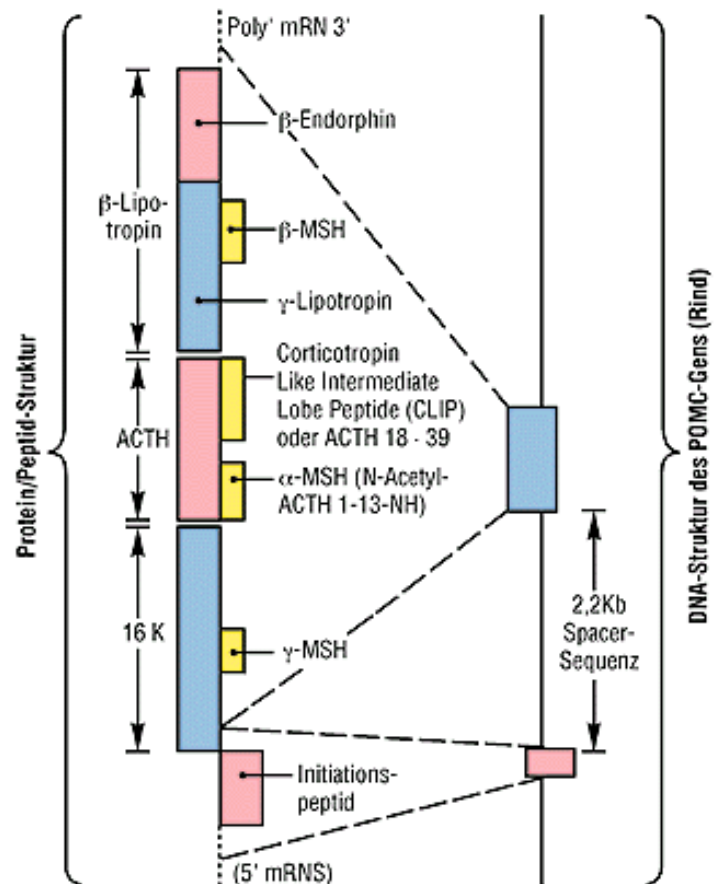 Poly' mRN 3'
β-Endorphin
β-Lipo-
tropin
β-MSH
γ-Lipotropin
Corticotropin
Like Intermediate
Lobe Peptide (CLIP)
oder ACTH 18 - 39
ACTH
α-MSH (N-Acetyl-
ACTH 1-13-NH)
16 K
γ-MSH
2,2Kb
Spacer-
Sequenz
Initiations-
peptid
(5' mRNS)
Protein/Peptid-Struktur
DNA-Struktur des POMC-Gens (Rind)